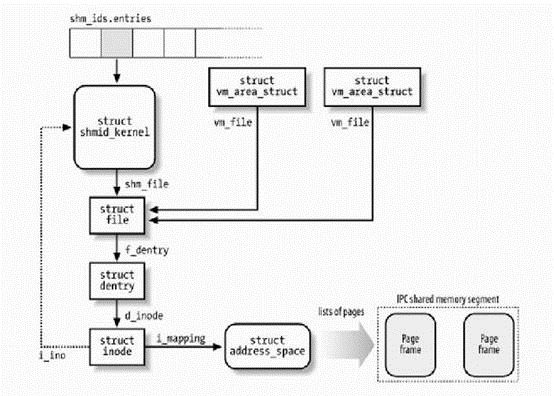 shm_ids.entries
struct
vm_area_struct
struct
vm_area_struct
struct
shmid_kernel
vm_file
vm_file
shm_file
struct
file
f_dentry
struct
dentry
d_inode
struct
inode
i_ino
i_mapping
struct
address_space
lists of pages
IPC shared memory segment
Page
frame
Page
frame